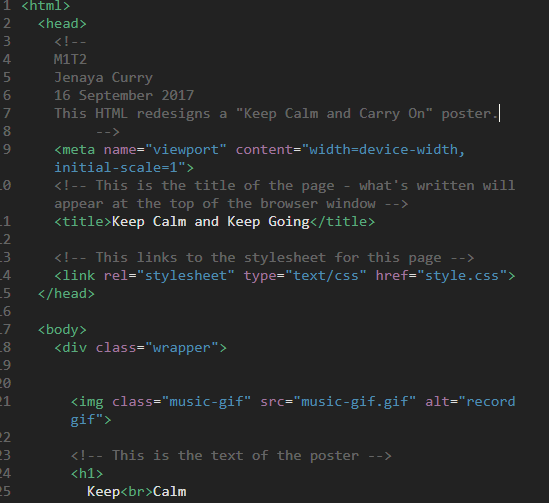 1 <html>
2 <head>
3 <!--
4 M1T2
5 Jenaya Curry
6 16 September 2017
7 This HTML redesigns a "Keep Calm and Carry On" poster.
8 -->
9 <meta name="viewport" content="width=device-width,
initial-scale=1">
10 <!-- This is the title of the page - what's written will
appear at the top of the browser window -->
11 <title>Keep Calm and Keep Going</title>
12
13 <!-- This links to the stylesheet for this page -->
14 <link rel="stylesheet" type="text/css" href="style.css">
15 </head>
16
17 <body>
18 <div class="wrapper">
19
20
21 <img class="music-gif" src="music-gif.gif" alt="record
gif">
22
23 <!-- This is the text of the poster -->
24 <h1>
25 Keep<br>Calm